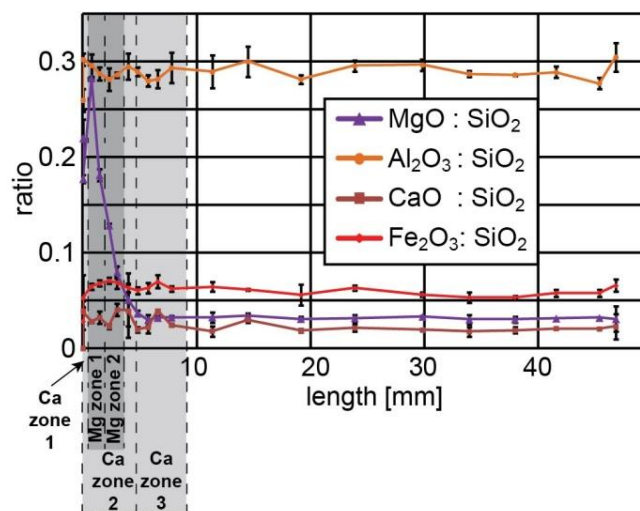 0.3
0.2
0.1
0
ratio
MgO : SiO₂
Al₂O₃ : SiO₂
CaO : SiO₂
Fe₂O₃ : SiO₂
10 20 30 40
length [mm]
Ca
zone
1
Mg zone 1
Mg zone 2
Ca
zone
2
Ca
zone
3